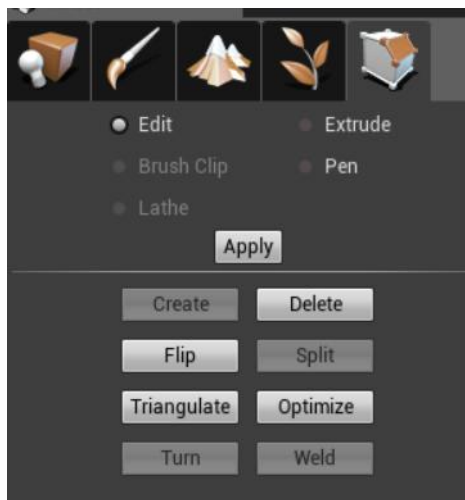 Edit Extrude
Brush Clip Pen
Lathe
Apply
Create Delete
Flip Split
Triangulate Optimize
Turn Weld